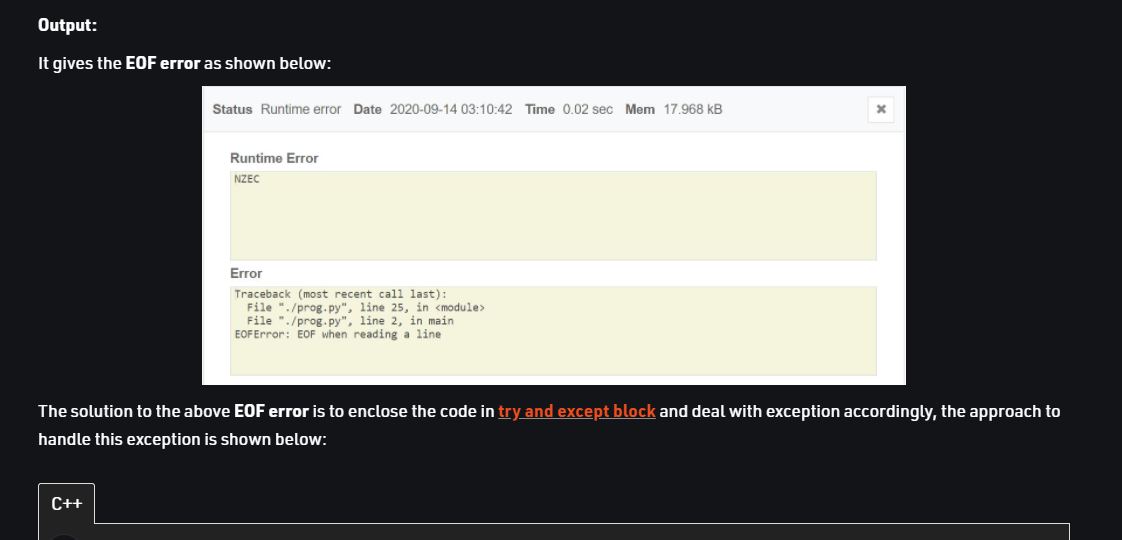 Output:
It gives the EOF error as shown below:
Status Runtime error Date 2020-09-14 03:10:42 Time 0.02 sec Mem 17.968 kB ×
Runtime Error
NZEC
Error
Traceback (most recent call last):
File "./prog.py", line 25, in <module>
File "./prog.py", line 2, in main
EOFError: EOF when reading a line
The solution to the above EOF error is to enclose the code in try and except block and deal with exception accordingly, the approach to
handle this exception is shown below:
C++